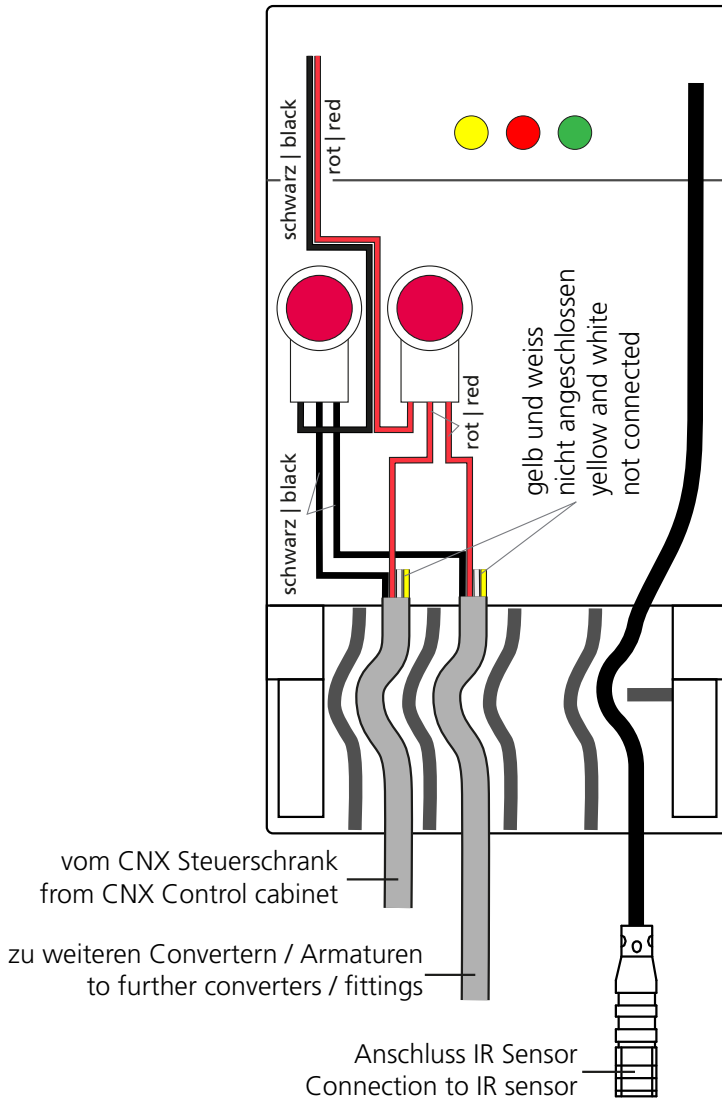 schwarz | black
rot | red
gelb und weiss
nicht angeschlossen
yellow and white
not connected
rot | red
schwarz | black
vom CNX Steuerschrank
from CNX Control cabinet
zu weiteren Convertern / Armaturen
to further converters / fittings
Anschluss IR Sensor
Connection to IR sensor